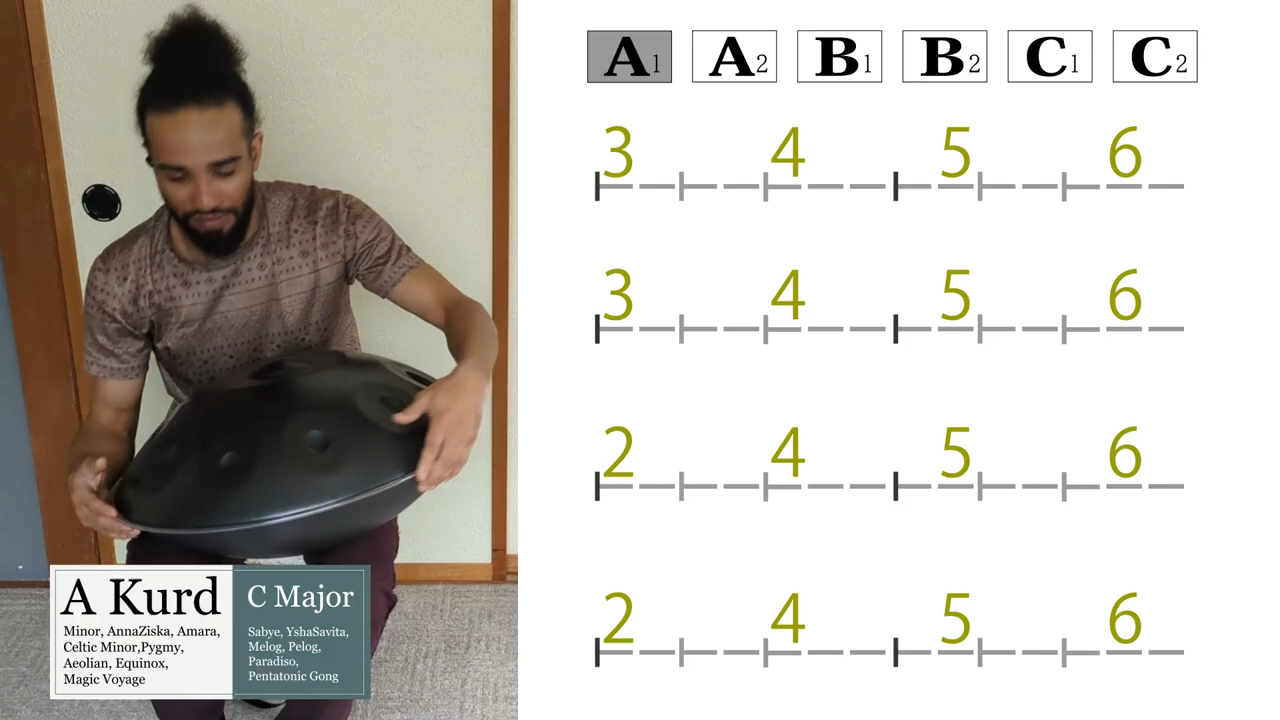 A1 A2 B1 B2 C1 C2
3 4 5 6
3 4 5 6
2 4 5 6
2 4 5 6
A Kurd
Minor, AnnaZiska, Amara,
Celtic Minor,Pygmy,
Aeolian, Equinox,
Magic Voyage
C Major
Sabye, YshaSavita,
Melog, Pelog,
Paradiso,
Pentatonic Gong